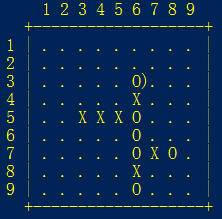 1 2 3 4 5 6 7 8 9
+-------------------+
1 | . . . . . . . . . |
2 | . . . . . . . . . |
3 | . . . . . O). . . |
4 | . . . . . X . . . |
5 | . . X X X O . . . |
6 | . . . . . O . . . |
7 | . . . . . O X O . |
8 | . . . . . X . . . |
9 | . . . . . O . . . |
+-------------------+